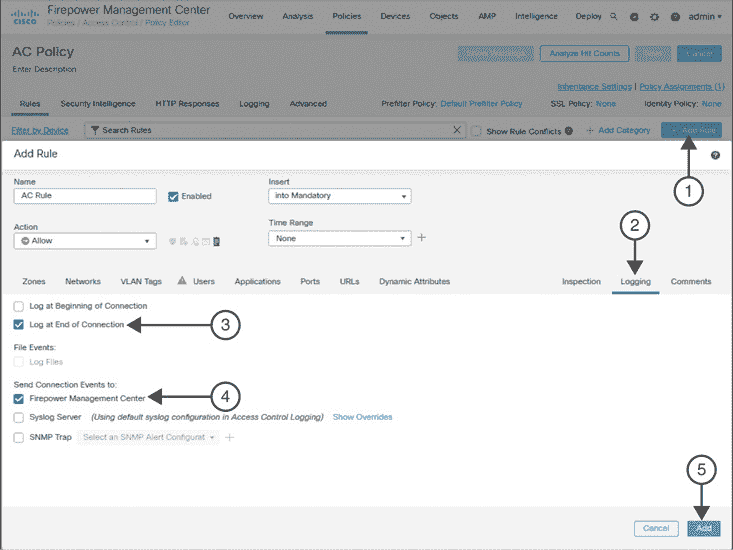 Firepower Management Center
CISCO Policies / Access Control / Policy Editor
Overview Analysis Policies Devices Objects AMP Intelligence Deploy admin
AC Policy
Enter Description
Analyze Hit Counts Cancel
Inheritance Settings | Policy Assignments (1)
Rules Security Intelligence HTTP Responses Logging Advanced Prefilter Policy: Default Prefilter Policy SSL Policy: None Identity Policy: None
Filter by Device Search Rules Show Rule Conflicts + Add Category + Add Rule
Add Rule
1
Name Insert
AC Rule Enabled into Mandatory
Action Time Range
Allow None
2
Zones Networks VLAN Tags Users Applications Ports URLs Dynamic Attributes Inspection Logging Comments
Log at Beginning of Connection
Log at End of Connection 3
File Events:
Log Files
Send Connection Events to:
Firepower Management Center 4
Syslog Server (Using default syslog configuration in Access Control Logging) Show Overrides
SNMP Trap Select an SNMP Alert Configurat
5
Cancel Add